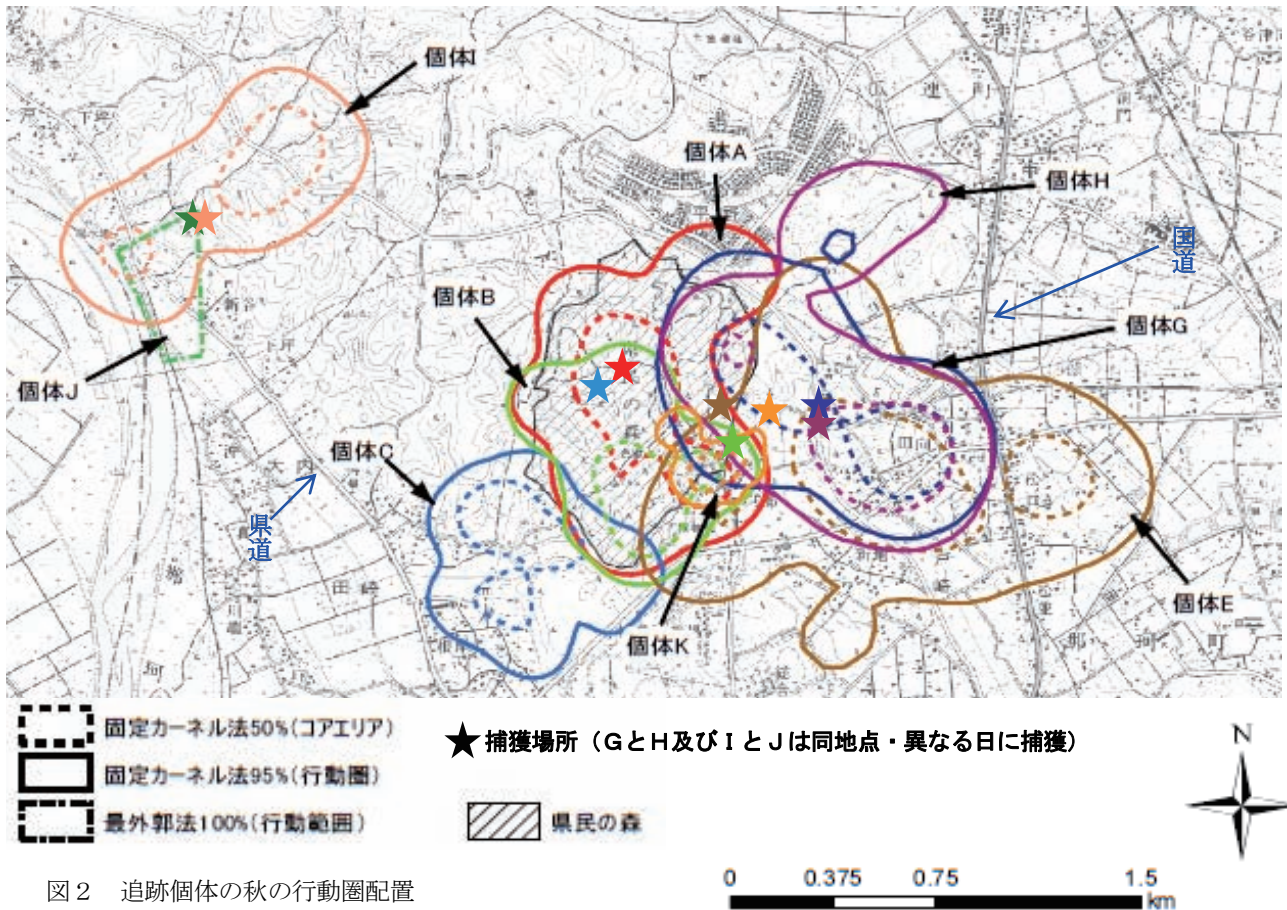 個体I
個体A
個体H
国道
個体B
個体G
個体J
個体C
県道
個体E
個体K
田崎
那珂町
固定カーネル法50%(コアエリア)
固定カーネル法95%(行動圏)
最外郭法100%(行動範囲)
★捕獲場所（GとH及びIとJは同地点・異なる日に捕獲）
県民の森
N
図２　追跡個体の秋の行動圏配置
0 0.375 0.75 1.5
km